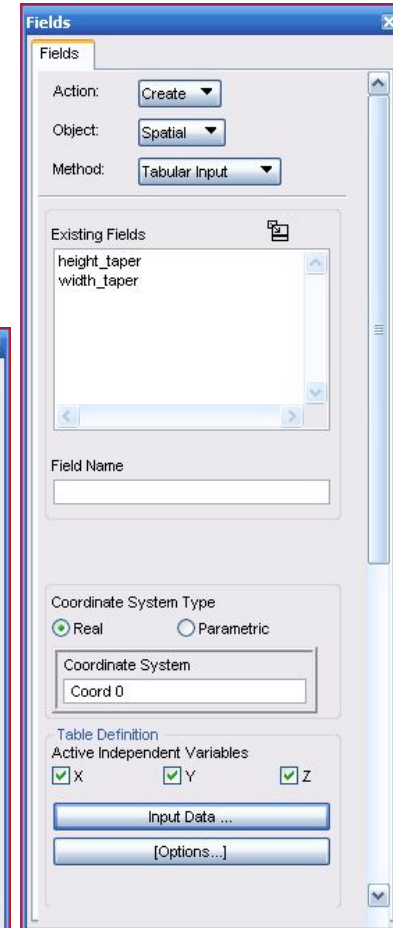 Fields
Fields
Action: Create
Object: Spatial
Method: Tabular Input
Existing Fields
height_taper
width_taper
Field Name
Coordinate System Type
Real Parametric
Coordinate System
Coord 0
Table Definition
Active Independent Variables
X Y Z
Input Data ...
[Options...]